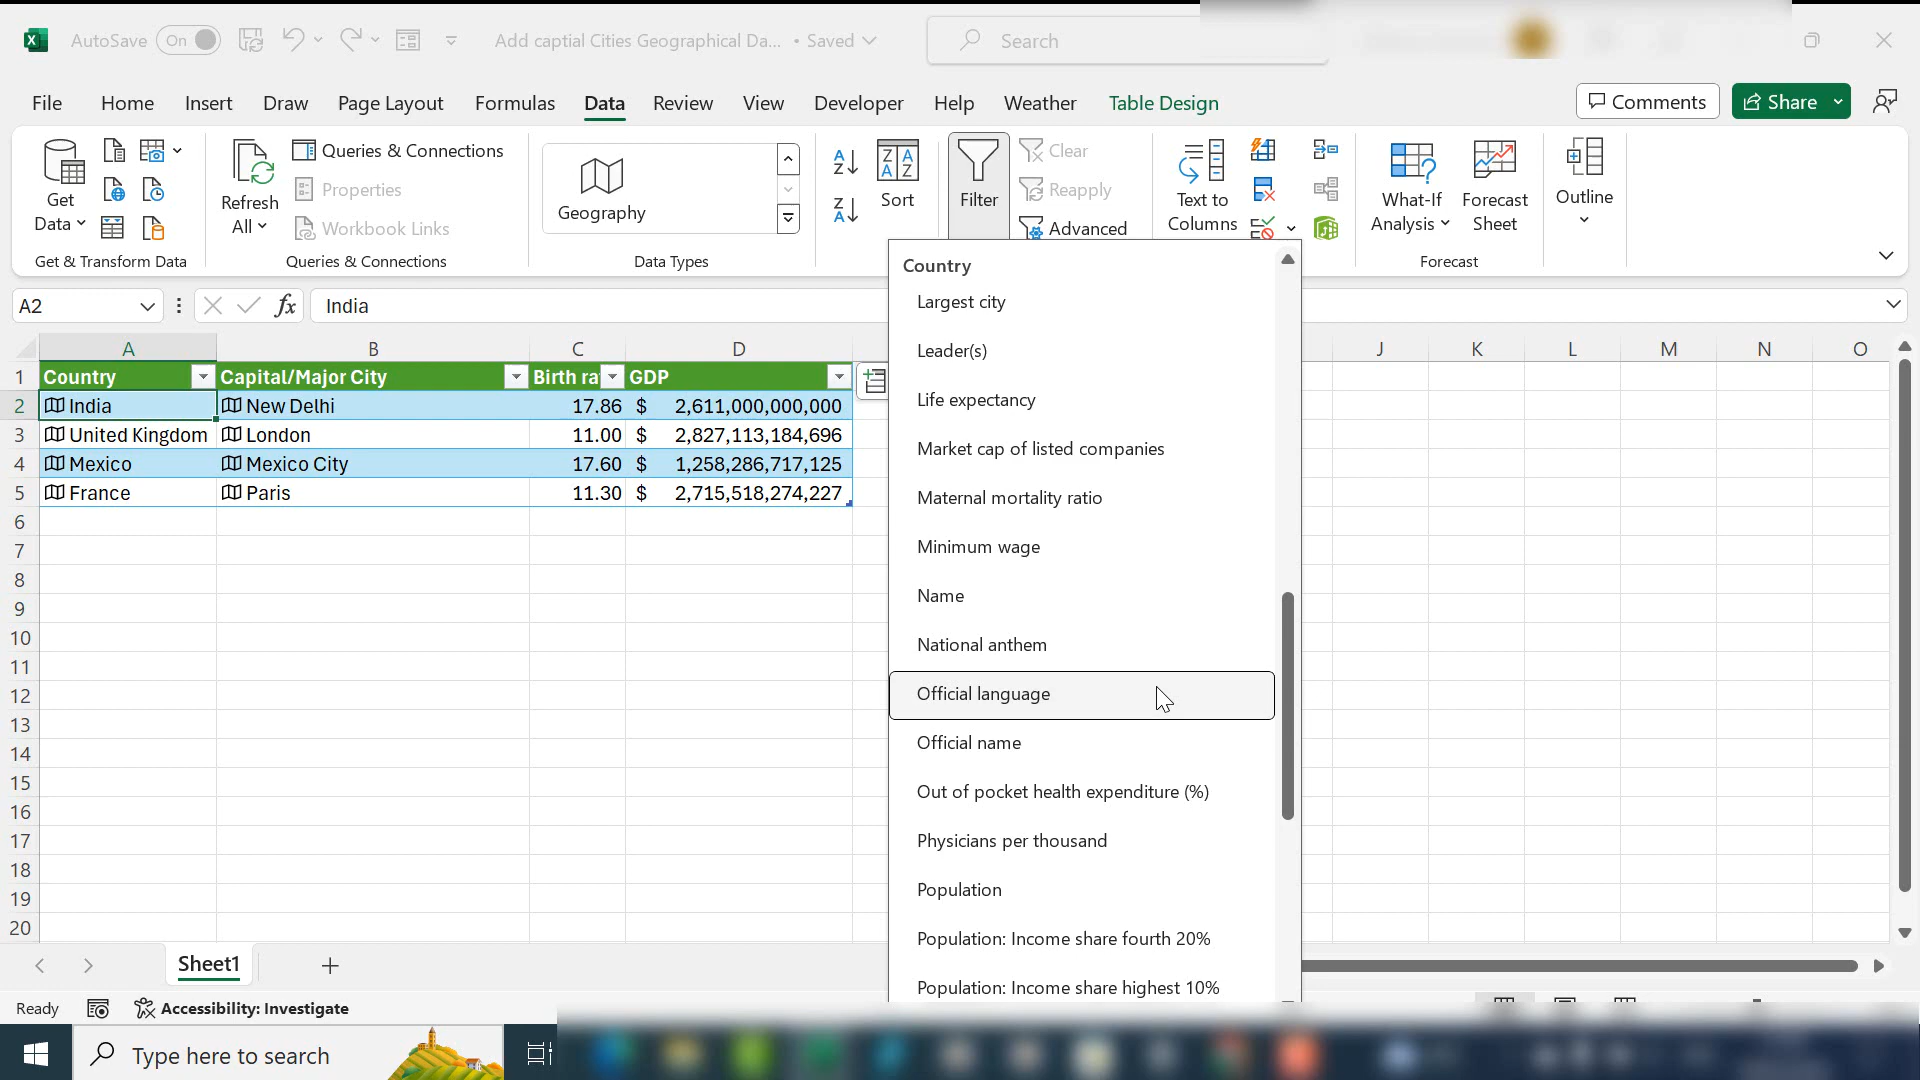 AutoSave On Add captial Cities Geographical Da... • Saved Search
File Home Insert Draw Page Layout Formulas Data Review View Developer Help Weather Table Design Comments Share
Get Data
Refresh All
Queries & Connections
Properties
Workbook Links
Geography
Sort
Filter
Clear
Reapply
Advanced
Text to Columns
What-If Analysis
Forecast Sheet
Outline
Get & Transform Data Queries & Connections Data Types Forecast
A2 fx India
A B C D J K L M N O
1 Country Capital/Major City Birth ra GDP
2 India New Delhi 17.86 $ 2,611,000,000,000
3 United Kingdom London 11.00 $ 2,827,113,184,696
4 Mexico Mexico City 17.60 $ 1,258,286,717,125
5 France Paris 11.30 $ 2,715,518,274,227
6
7
8
9
10
11
12
13
14
15
16
17
18
19
20
Country
Largest city
Leader(s)
Life expectancy
Market cap of listed companies
Maternal mortality ratio
Minimum wage
Name
National anthem
Official language
Official name
Out of pocket health expenditure (%)
Physicians per thousand
Population
Population: Income share fourth 20%
Population: Income share highest 10%
Sheet1
Ready Accessibility: Investigate
Type here to search